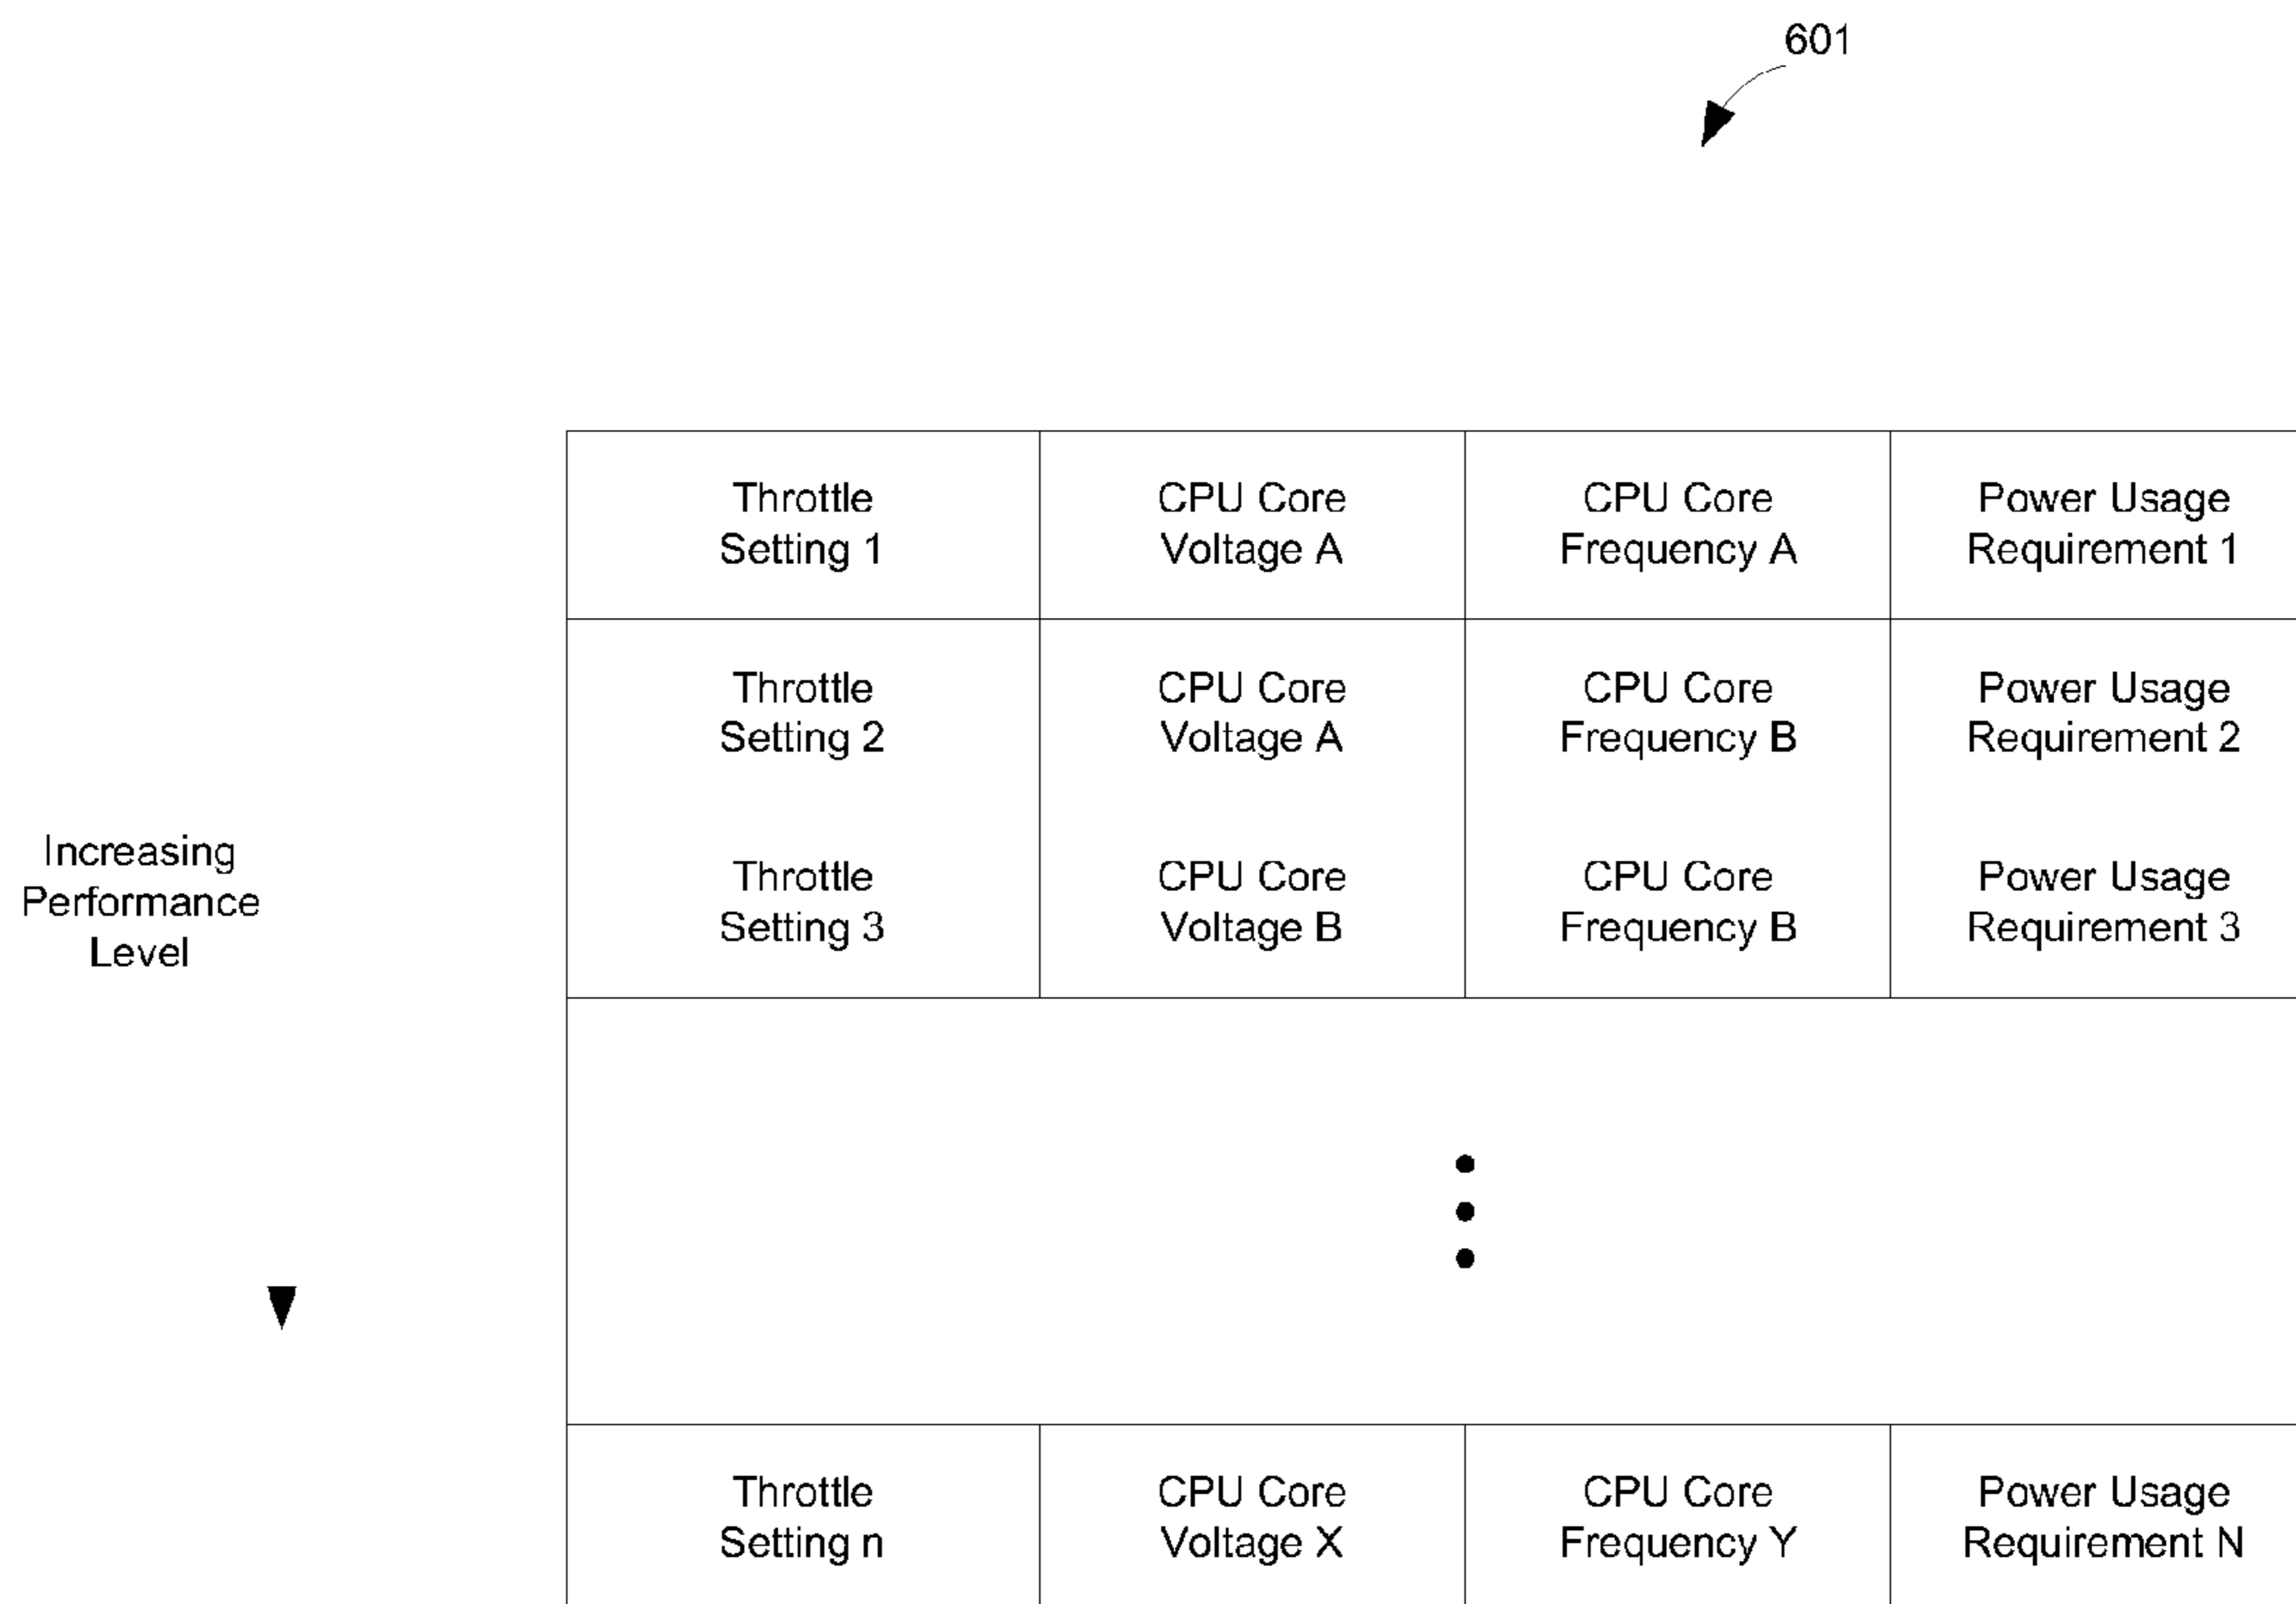 601
Throttle
Setting 1
CPU Core
Voltage A
CPU Core
Frequency A
Power Usage
Requirement 1
Throttle
Setting 2
CPU Core
Voltage A
CPU Core
Frequency B
Power Usage
Requirement 2
Increasing
Performance
Level
Throttle
Setting 3
CPU Core
Voltage B
CPU Core
Frequency B
Power Usage
Requirement 3
Throttle
Setting n
CPU Core
Voltage X
CPU Core
Frequency Y
Power Usage
Requirement N